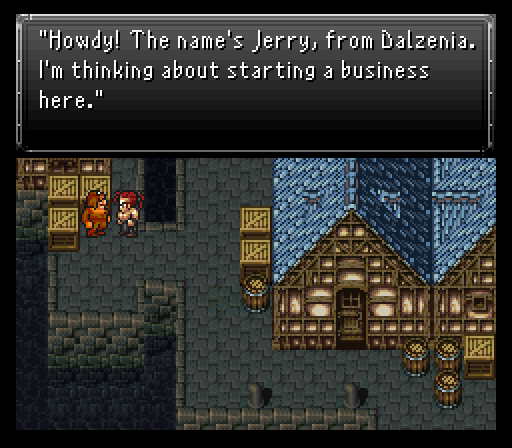 "Howdy! The name's Jerry, from Dalzenia.
I'm thinking about starting a business
here."